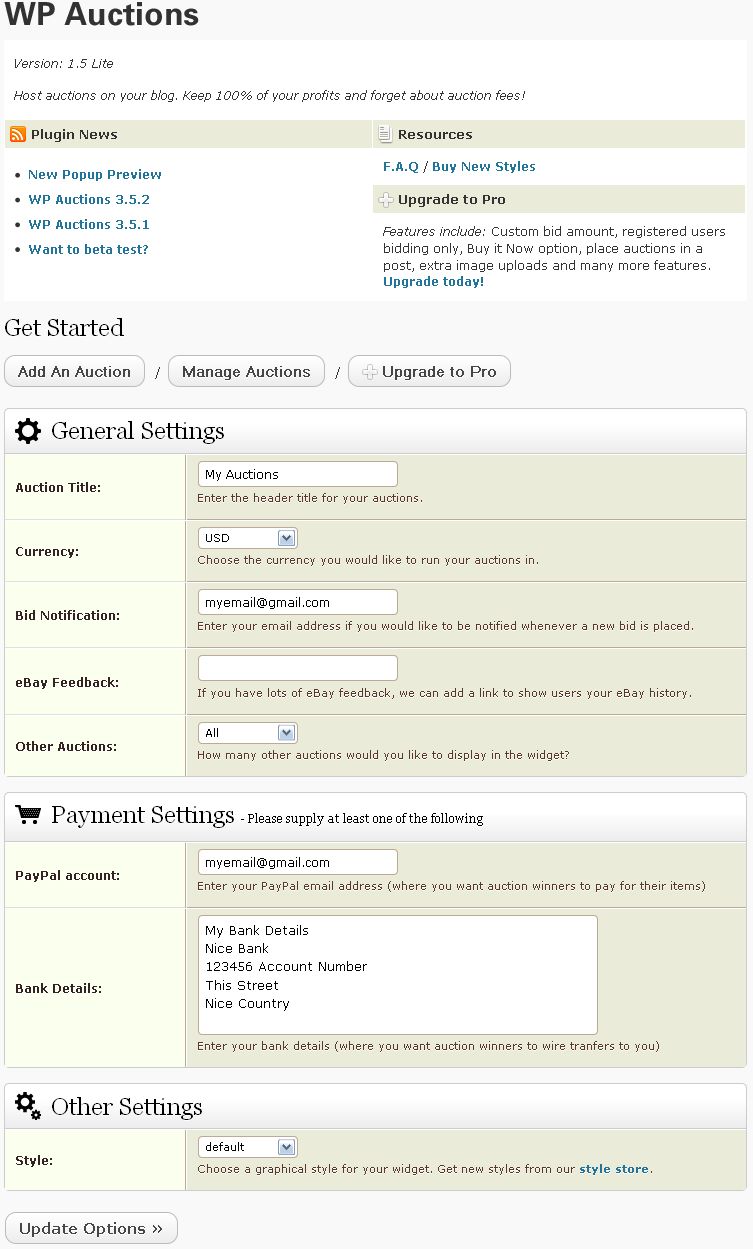 WP Auctions
Version: 1.5 Lite
Host auctions on your blog. Keep 100% of your profits and forget about auction fees!
Plugin News
New Popup Preview
WP Auctions 3.5.2
WP Auctions 3.5.1
Want to beta test?
Resources
F.A.Q / Buy New Styles
Upgrade to Pro
Features include: Custom bid amount, registered users
bidding only, Buy it Now option, place auctions in a
post, extra image uploads and many more features.
Upgrade today!
Get Started
Add An Auction / Manage Auctions / Upgrade to Pro
General Settings
Auction Title:
My Auctions
Enter the header title for your auctions.
Currency:
USD
Choose the currency you would like to run your auctions in.
Bid Notification:
myemail@gmail.com
Enter your email address if you would like to be notified whenever a new bid is placed.
eBay Feedback:
If you have lots of eBay feedback, we can add a link to show users your eBay history.
Other Auctions:
All
How many other auctions would you like to display in the widget?
Payment Settings - Please supply at least one of the following
PayPal account:
myemail@gmail.com
Enter your PayPal email address (where you want auction winners to pay for their items)
Bank Details:
My Bank Details
Nice Bank
123456 Account Number
This Street
Nice Country
Enter your bank details (where you want auction winners to wire tranfers to you)
Other Settings
Style:
default
Choose a graphical style for your widget. Get new styles from our style store.
Update Options »